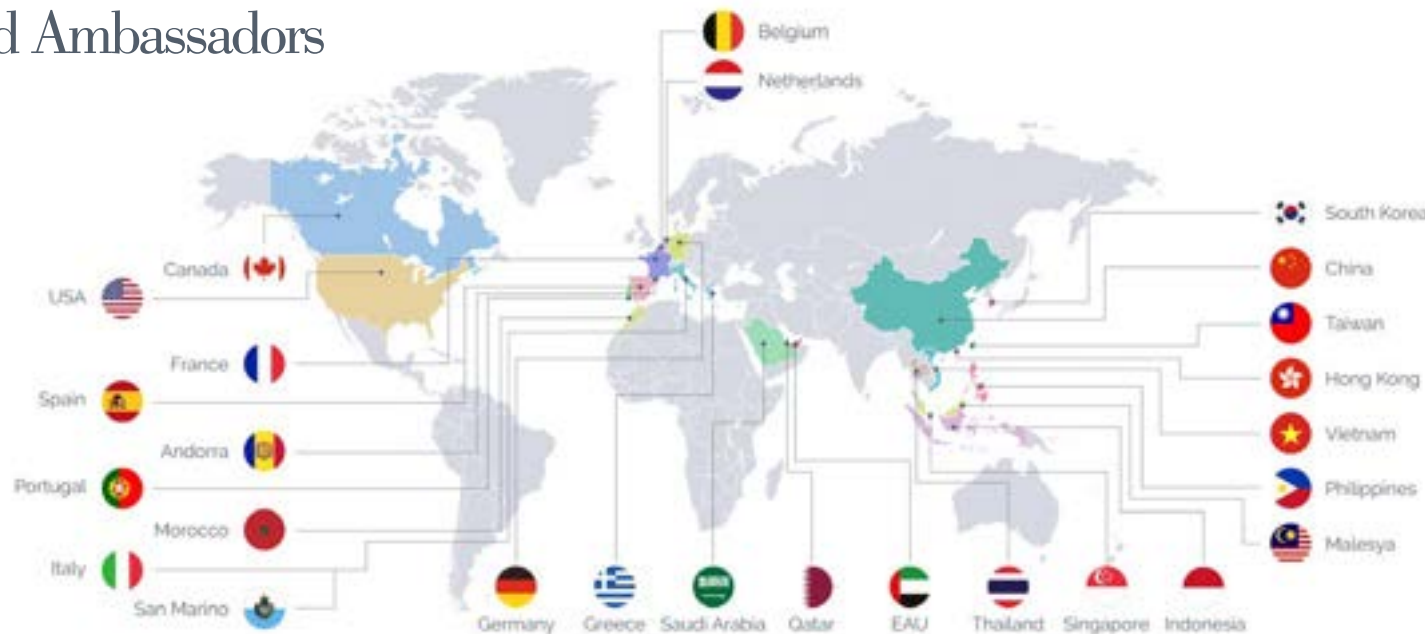 d Ambassadors
Belgium
Netherlands
Canada
USA
France
Spain
Andorra
Portugal
Morocco
Italy
San Marino
Germany
Greece
Saudi Arabia
Qatar
EAU
Thailand
Singapore
Indonesia
South Korea
China
Taiwan
Hong Kong
Vietnam
Philippines
Malesya